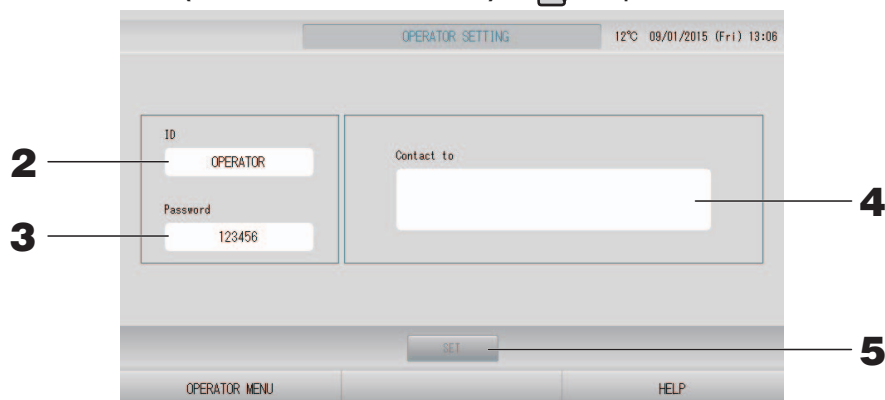 OPERATOR SETTING
12℃ 09/01/2015 (Fri) 13:06
ID
2
OPERATOR
Contact to
Password
4
3
123456
SET
5
OPERATOR MENU
HELP